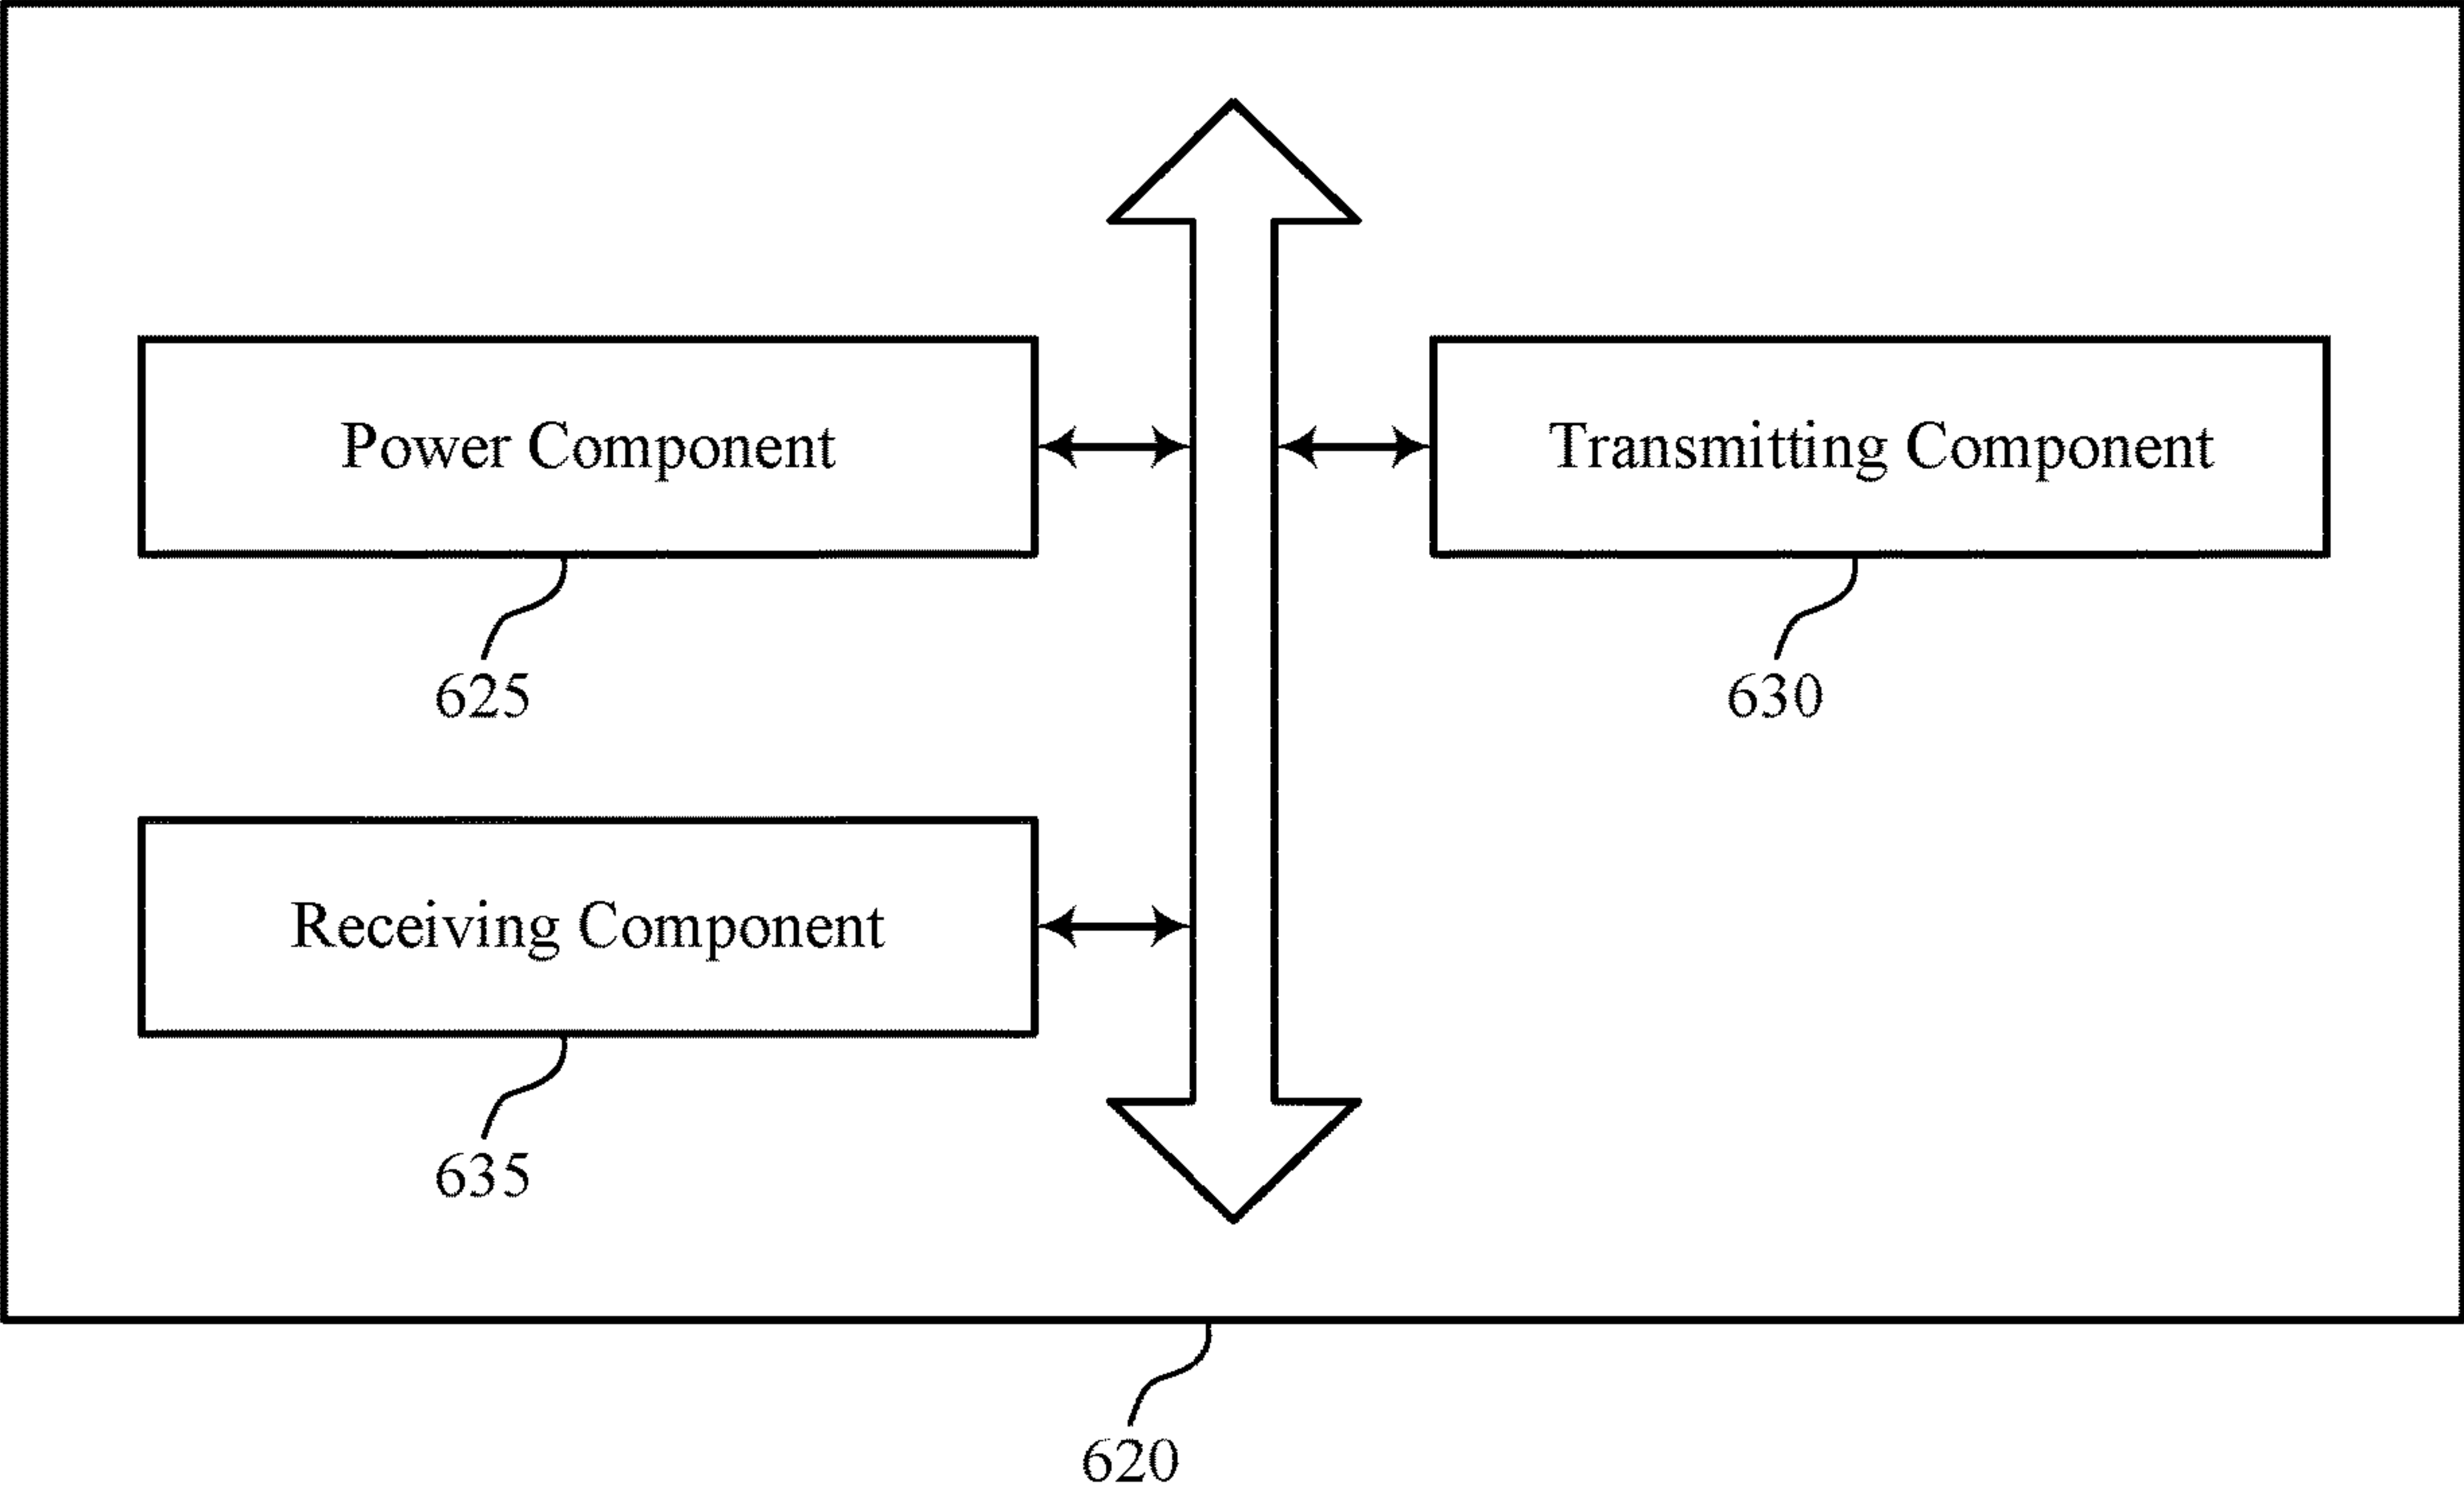 Power Component
Transmitting Component
625
630
Receiving Component
635
620